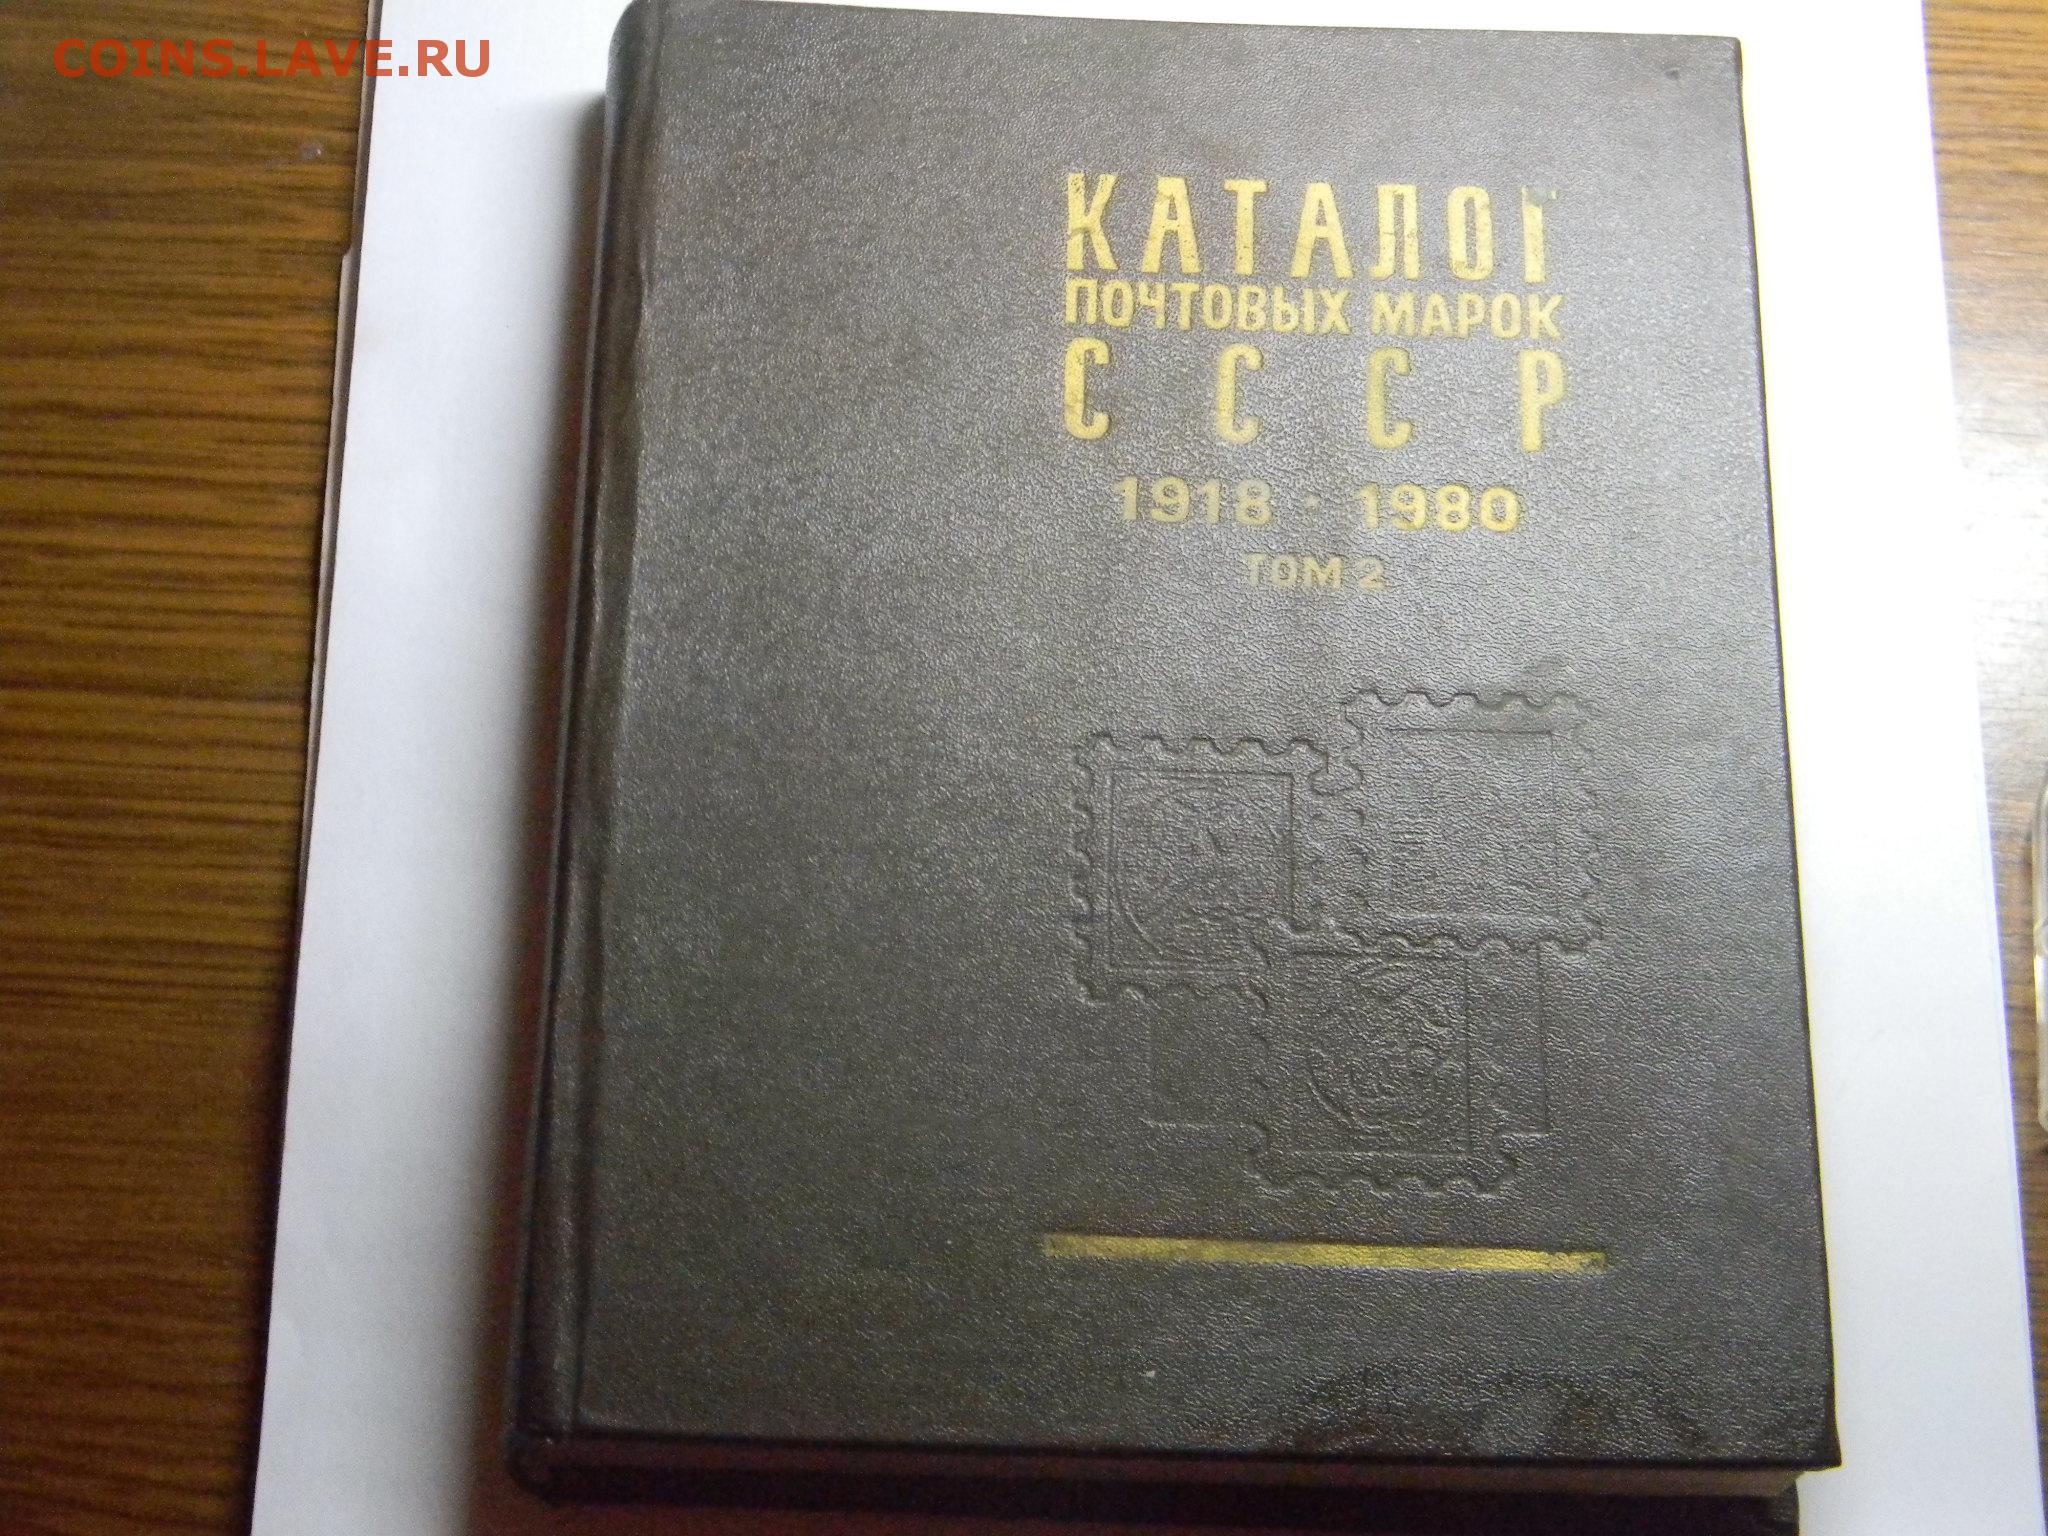 COINS.LAVE.RU
КАТАЛОГ
ПОЧТОВЫХ МАРОК
СССР
1918 - 1980
ТОМ 2